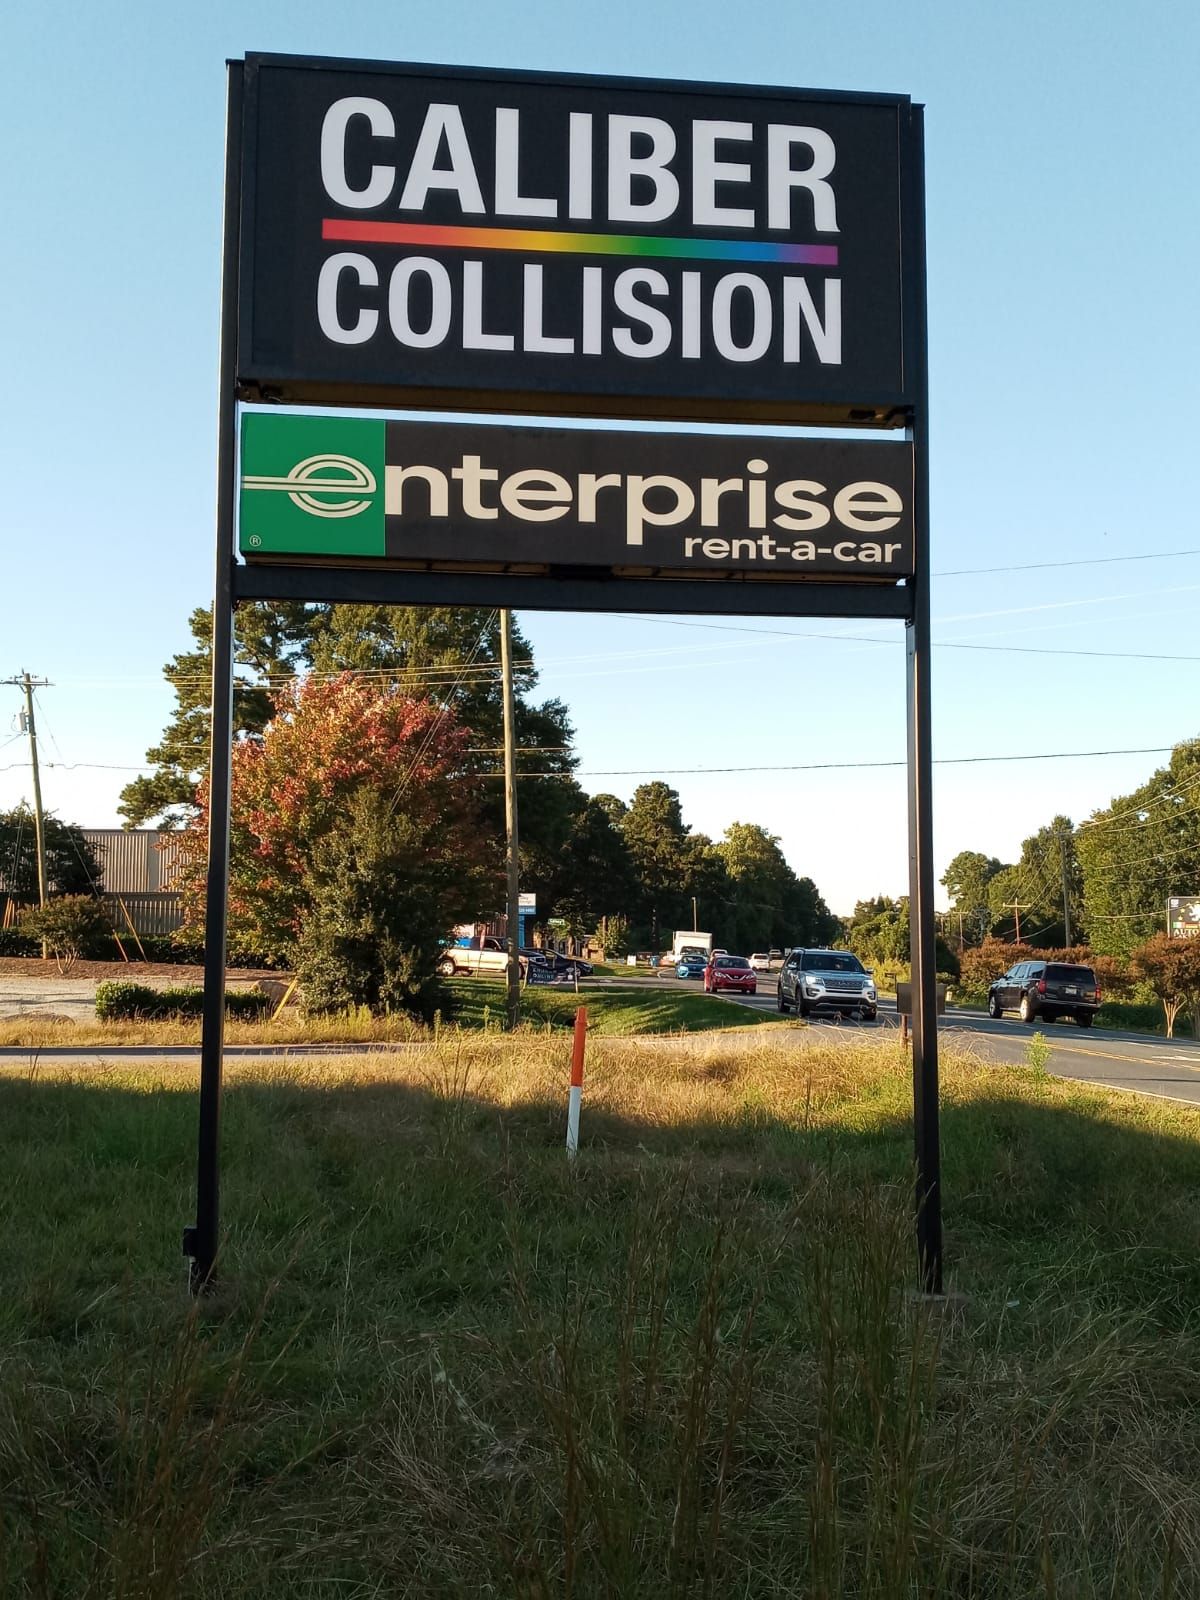 CALIBER
COLLISION
enterprise
®
rent-a-car